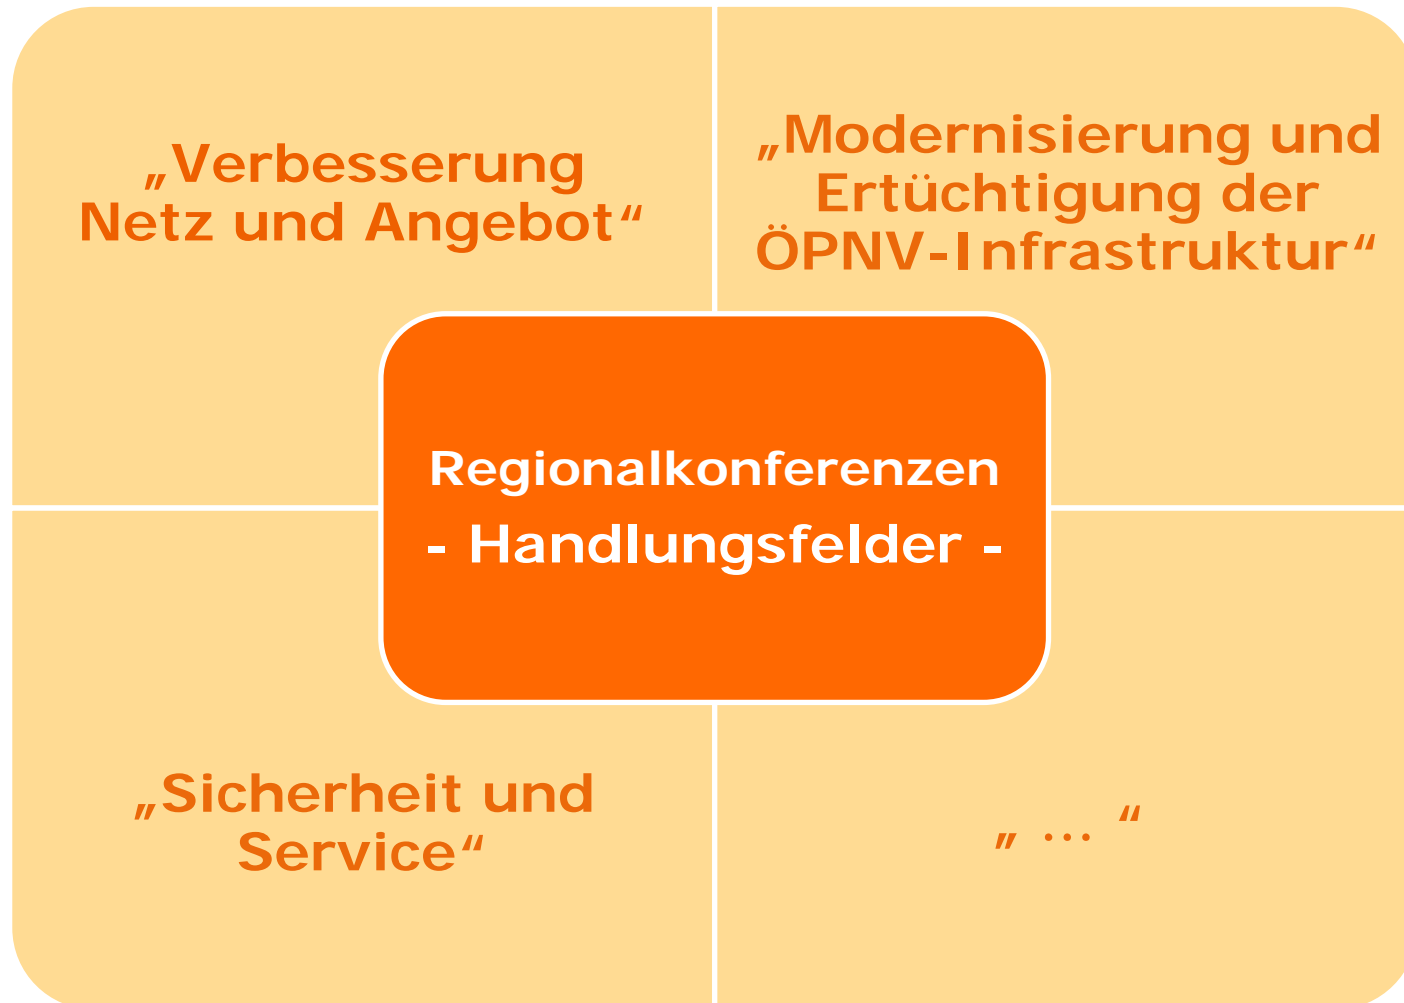 „Verbesserung
Netz und Angebot“
„Modernisierung und
Ertüchtigung der
ÖPNV-Infrastruktur“
Regionalkonferenzen
- Handlungsfelder -
„Sicherheit und
Service“
„ … “